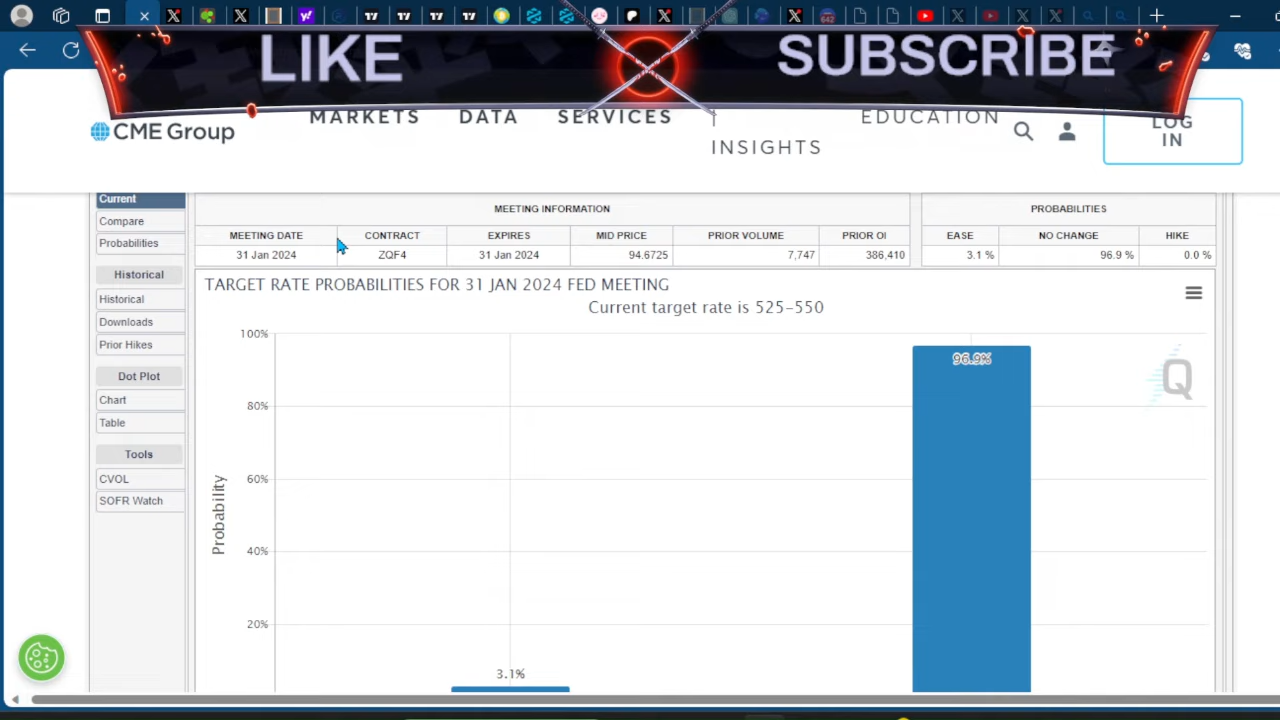 642
LIKE
SUBSCRIBE
CME Group
MARKETS
DATA
SERVICES
INSIGHTS
EDUCATION
LOG
IN
Current
Compare
Probabilities
Historical
Historical
Downloads
Prior Hikes
Dot Plot
Chart
Table
Tools
CVOL
SOFR Watch
MEETING INFORMATION
MEETING DATE CONTRACT EXPIRES MID PRICE PRIOR VOLUME PRIOR OI
31 Jan 2024 ZQF4 31 Jan 2024 94.6725 7,747 386,410
PROBABILITIES
EASE NO CHANGE HIKE
3.1 % 96.9 % 0.0 %
TARGET RATE PROBABILITIES FOR 31 JAN 2024 FED MEETING
Current target rate is 525-550
Probability
100%
80%
60%
40%
20%
3.1%
96.9%
Q